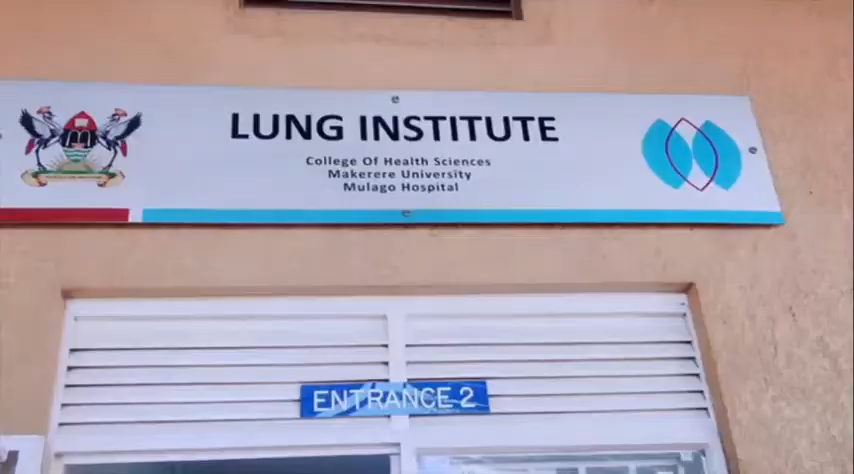 LUNG INSTITUTE
College Of Health Sciences
Makerere University
Mulago Hospital
ENTRANCE 2